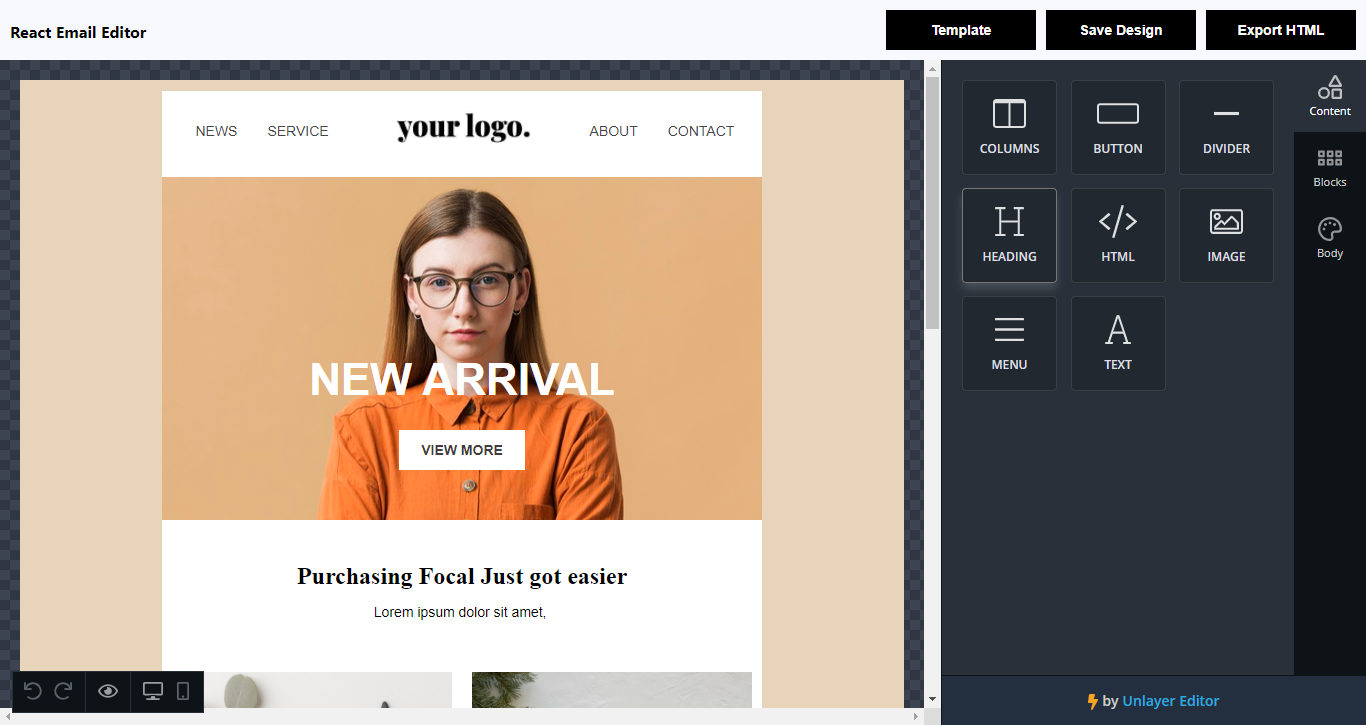 React Email Editor
Template
Save Design
Export HTML
NEWS
SERVICE
your logo.
ABOUT
CONTACT
NEW ARRIVAL
VIEW MORE
Purchasing Focal Just got easier
Lorem ipsum dolor sit amet,
COLUMNS
BUTTON
DIVIDER
HEADING
HTML
IMAGE
MENU
TEXT
Content
Blocks
Body
by Unlayer Editor